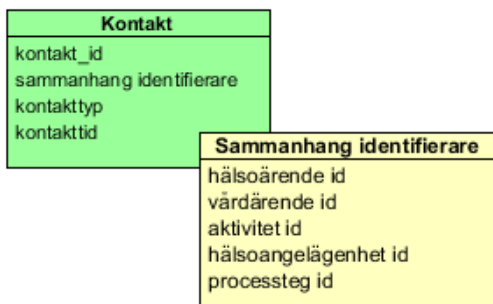 Kontakt
kontakt_id
sammanhang identifierare
kontakttyp
kontakttid
Sammanhang identifierare
hälsoärende id
vårdärende id
aktivitet id
hälsoangelägenhet id
processteg id